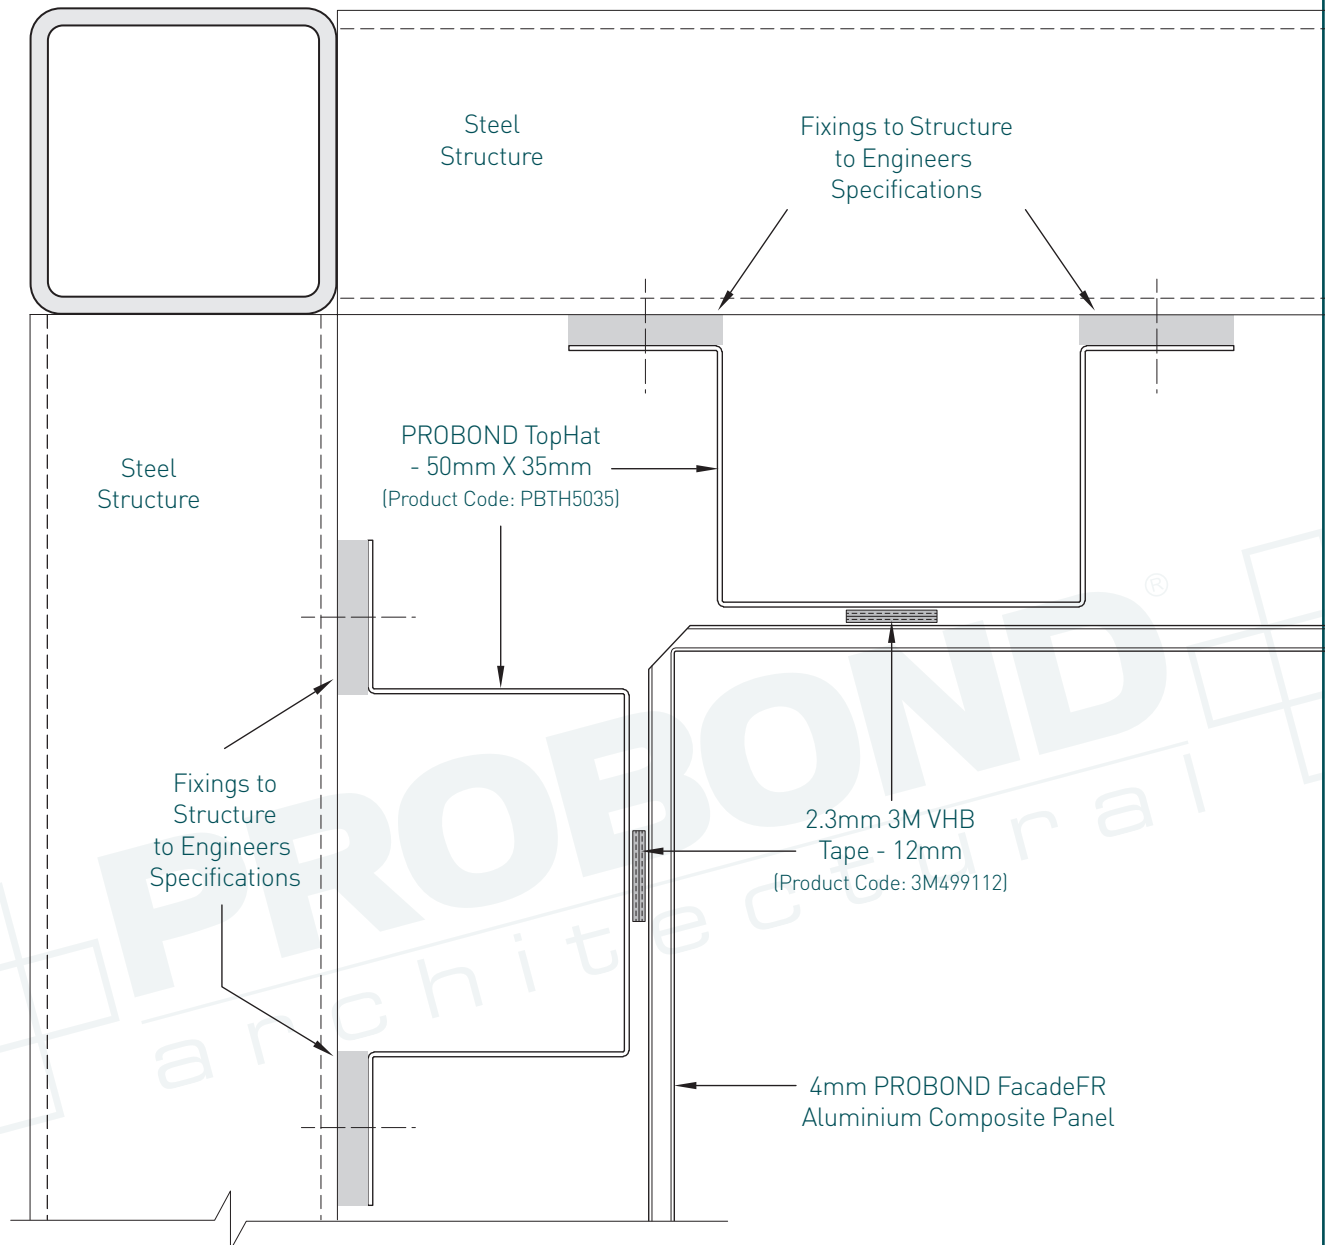 Steel
Structure
Fixings to Structure
to Engineers
Specifications
PROBOND TopHat
- 50mm X 35mm
(Product Code: PBTH5035)
Steel
Structure
Fixings to
Structure
to Engineers
Specifications
2.3mm 3M VHB
Tape - 12mm
(Product Code: 3M499112)
4mm PROBOND FacadeFR
Aluminium Composite Panel
PROBOND®
architectural